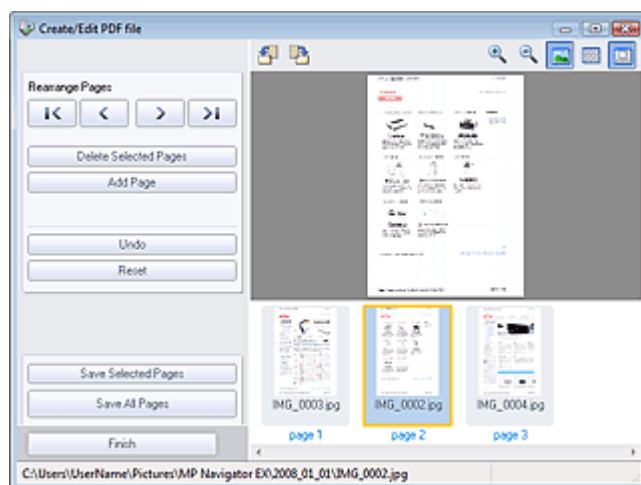 Create/Edit PDF file
Rearrange Pages
Delete Selected Pages
Add Page
Undo
Reset
Save Selected Pages
Save All Pages
Finish
IMG_0003.jpg
IMG_0002.jpg
IMG_0004.jpg
page 1
page 2
page 3
C:\Users\UserName\Pictures\MP Navigator EX\2008_01_01\IMG_0002.jpg